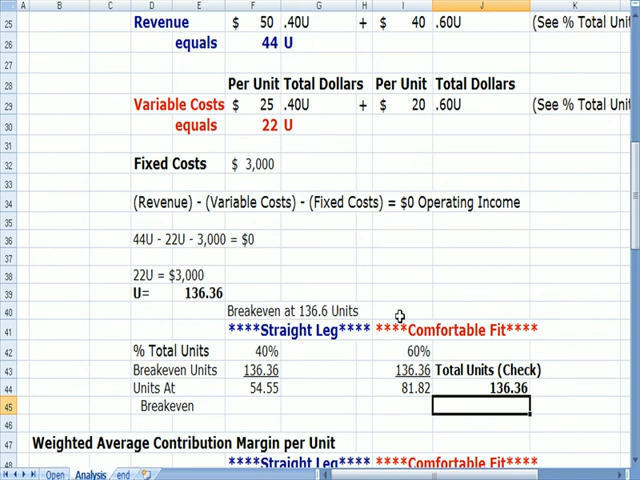 D E F G H I J K
25 Revenue $ 50 .40U + $ 40 .60U (See % Total Unit
26 equals 44 U
27
28 Per Unit Total Dollars Per Unit Total Dollars
29 Variable Costs $ 25 .40U + $ 20 .60U (See % Total Unit
30 equals 22 U
31
32 Fixed Costs $ 3,000
33
34 (Revenue) - (Variable Costs) - (Fixed Costs) = $0 Operating Income
35
36 44U - 22U - 3,000 = $0
37
38 22U = $3,000
39 U= 136.36
40 Breakeven at 136.6 Units
41 ****Straight Leg**** ****Comfortable Fit****
42 % Total Units 40% 60%
43 Breakeven Units 136.36 136.36 Total Units (Check)
44 Units At 54.55 81.82 136.36
45 Breakeven
46
47 Weighted Average Contribution Margin per Unit
48 ****Straight Leg**** ****Comfortable Fit****
Open Analysis end